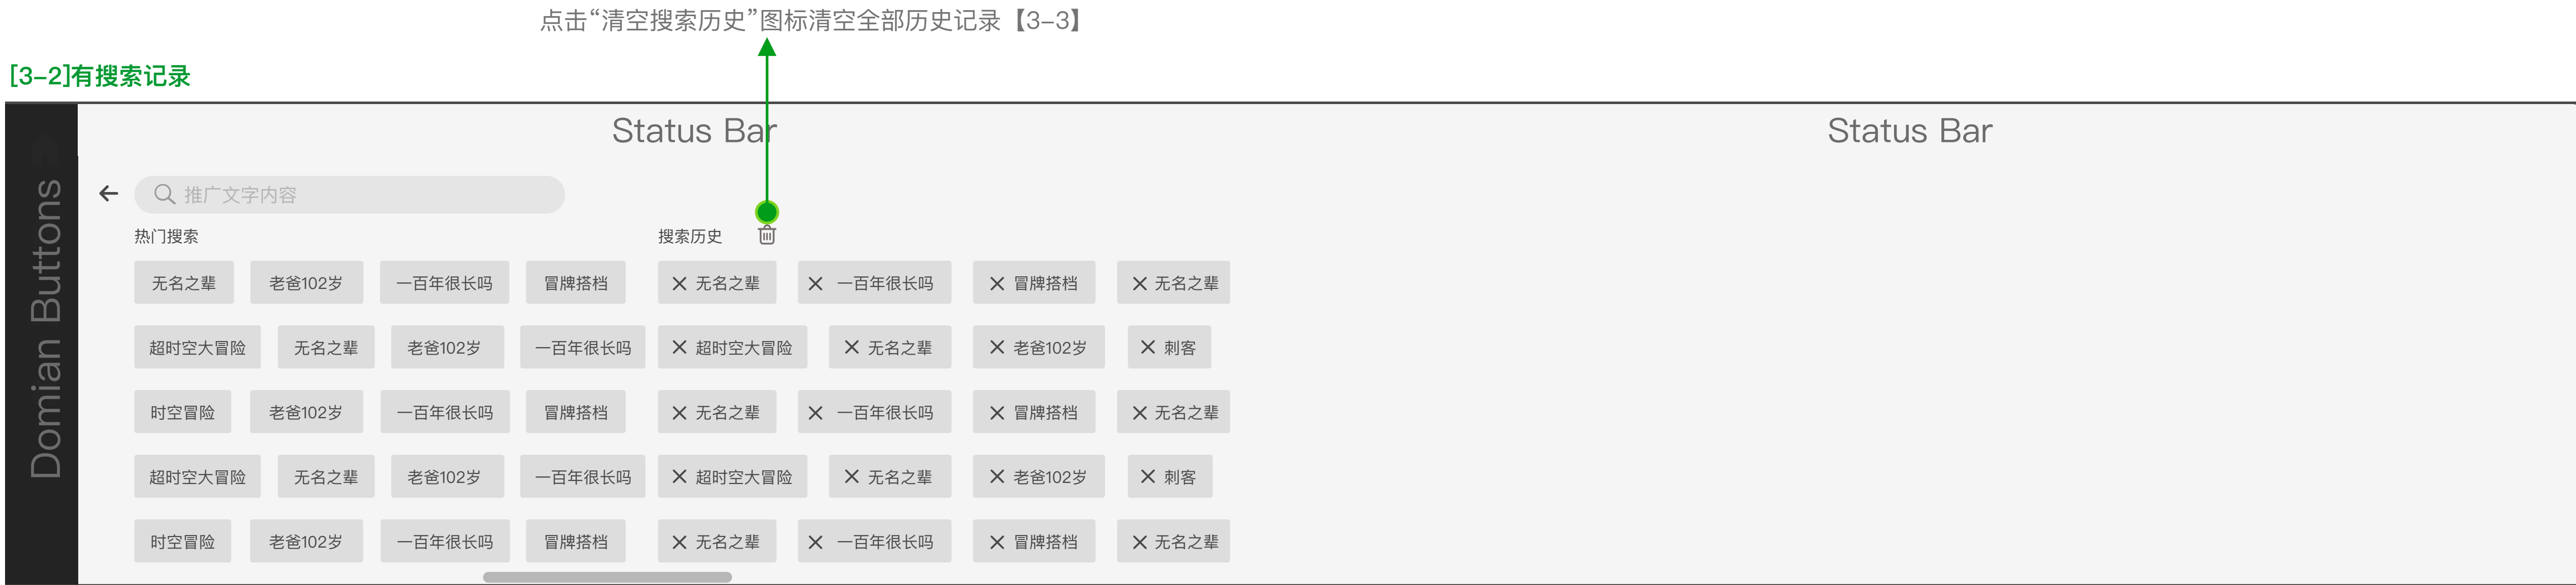 点击“清空搜索历史”图标清空全部历史记录【3-3】
[3-2]有搜索记录
Status Bar
Status Bar
Domian Buttons
推广文字内容
热门搜索
搜索历史
无名之辈 老爸102岁 一百年很长吗 冒牌搭档 无名之辈 一百年很长吗 冒牌搭档 无名之辈
超时空大冒险 无名之辈 老爸102岁 一百年很长吗 超时空大冒险 无名之辈 老爸102岁 刺客
时空冒险 老爸102岁 一百年很长吗 冒牌搭档 无名之辈 一百年很长吗 冒牌搭档 无名之辈
超时空大冒险 无名之辈 老爸102岁 一百年很长吗 超时空大冒险 无名之辈 老爸102岁 刺客
时空冒险 老爸102岁 一百年很长吗 冒牌搭档 无名之辈 一百年很长吗 冒牌搭档 无名之辈